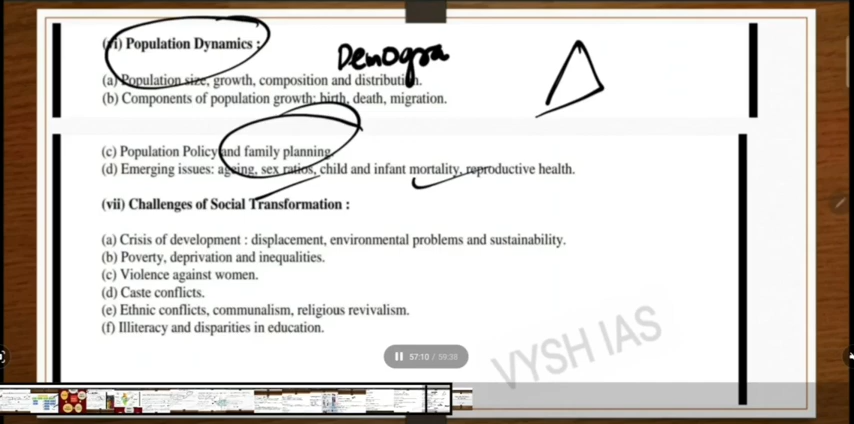 (vi) Population Dynamics :
Demogra
(a) Population size, growth, composition and distribution.
(b) Components of population growth: birth, death, migration.
(c) Population Policy and family planning.
(d) Emerging issues: ageing, sex ratios, child and infant mortality, reproductive health.
(vii) Challenges of Social Transformation :
(a) Crisis of development : displacement, environmental problems and sustainability.
(b) Poverty, deprivation and inequalities.
(c) Violence against women.
(d) Caste conflicts.
(e) Ethnic conflicts, communalism, religious revivalism.
(f) Illiteracy and disparities in education.
57:10 / 59:38
VYSH IAS